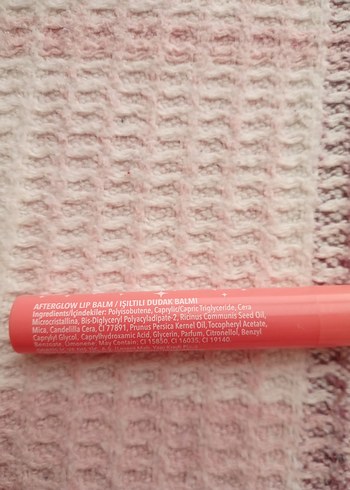 AFTERGLOW LIP BALM / IŞILTILI DUDAK BALMI
Ingredients/İçindekiler: Polyisobutene, Caprylic/Capric Triglyceride, Cera
Microcristallina, Bis-Diglyceryl Polyacyladipate-2, Ricinus Communis Seed Oil,
Mica, Candelilla Cera, CI 77891, Prunus Persica Kernel Oil, Tocopheryl Acetate,
Caprylyl Glycol, Caprylhydroxamic Acid, Glycerin, Parfum, Citronellol, Benzyl
Benzoate, Limonene. May Contain: CI 15850, CI 16035, CI 19140.